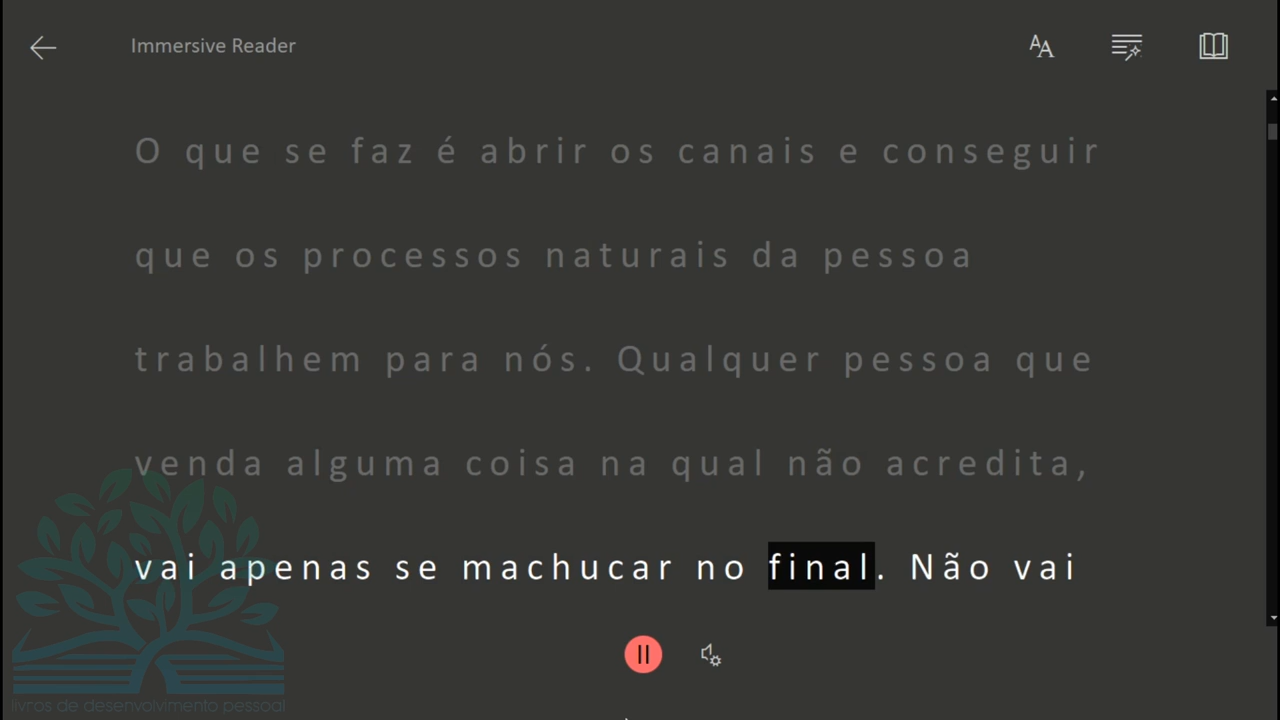 Immersive Reader
O que se faz é abrir os canais e conseguir
que os processos naturais da pessoa
trabalhem para nós. Qualquer pessoa que
venda alguma coisa na qual não acredita,
vai apenas se machucar no final. Não vai
livros de desenvolvimento pessoal